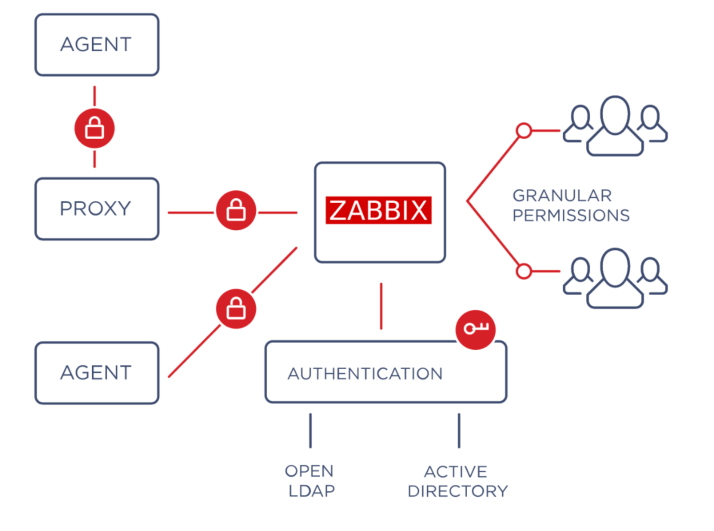 AGENT
PROXY
ZABBIX
GRANULAR
PERMISSIONS
AGENT
AUTHENTICATION
OPEN
LDAP
ACTIVE
DIRECTORY